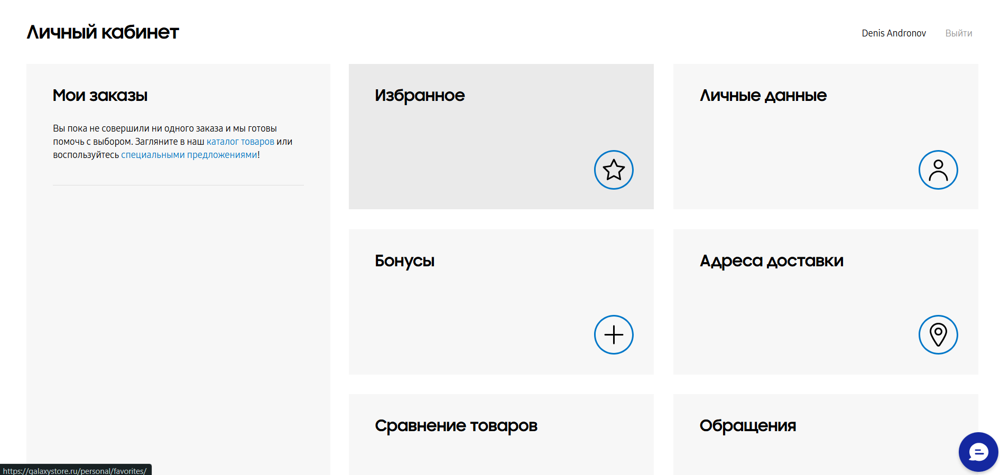 Личный кабинет
Denis Andronov
Выйти
Мои заказы
Вы пока не совершили ни одного заказа и мы готовы
помочь с выбором. Загляните в наш каталог товаров или
воспользуйтесь специальными предложениями!
Избранное
Личные данные
Бонусы
Адреса доставки
Сравнение товаров
Обращения
https://galaxystore.ru/personal/favorites/